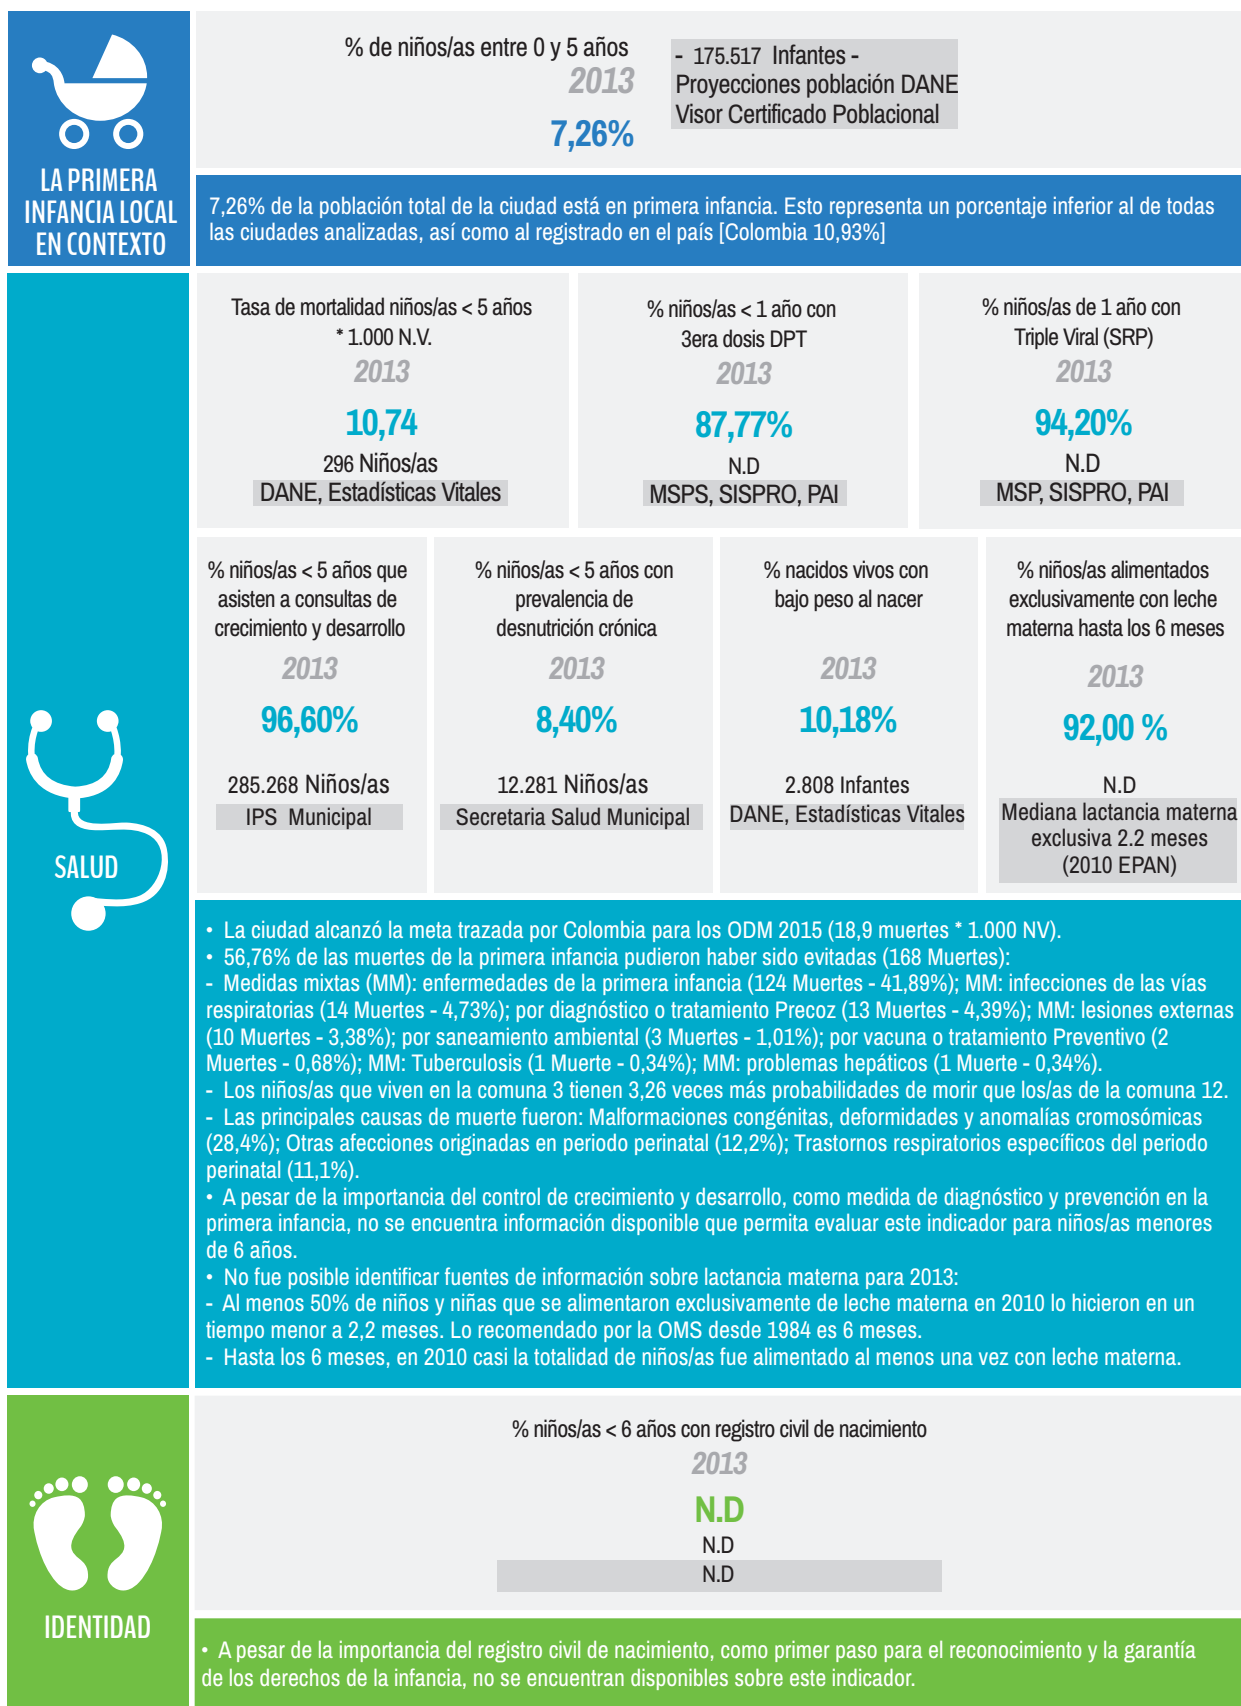 LA PRIMERA
INFANCIA LOCAL
EN CONTEXTO
% de niños/as entre 0 y 5 años
2013
7,26%
- 175.517 Infantes -
Proyecciones población DANE
Visor Certificado Poblacional
7,26% de la población total de la ciudad está en primera infancia. Esto representa un porcentaje inferior al de todas
las ciudades analizadas, así como al registrado en el país [Colombia 10,93%]
SALUD
Tasa de mortalidad niños/as < 5 años
* 1.000 N.V.
2013
10,74
296 Niños/as
DANE, Estadísticas Vitales
% niños/as < 1 año con
3era dosis DPT
2013
87,77%
N.D
MSPS, SISPRO, PAI
% niños/as de 1 año con
Triple Viral (SRP)
2013
94,20%
N.D
MSP, SISPRO, PAI
% niños/as < 5 años que
asisten a consultas de
crecimiento y desarrollo
2013
96,60%
285.268 Niños/as
IPS Municipal
% niños/as < 5 años con
prevalencia de
desnutrición crónica
2013
8,40%
12.281 Niños/as
Secretaria Salud Municipal
% nacidos vivos con
bajo peso al nacer
2013
10,18%
2.808 Infantes
DANE, Estadísticas Vitales
% niños/as alimentados
exclusivamente con leche
materna hasta los 6 meses
2013
92,00 %
N.D
Mediana lactancia materna
exclusiva 2.2 meses
(2010 EPAN)
• La ciudad alcanzó la meta trazada por Colombia para los ODM 2015 (18,9 muertes * 1.000 NV).
• 56,76% de las muertes de la primera infancia pudieron haber sido evitadas (168 Muertes):
- Medidas mixtas (MM): enfermedades de la primera infancia (124 Muertes - 41,89%); MM: infecciones de las vías
respiratorias (14 Muertes - 4,73%); por diagnóstico o tratamiento Precoz (13 Muertes - 4,39%); MM: lesiones externas
(10 Muertes - 3,38%); por saneamiento ambiental (3 Muertes - 1,01%); por vacuna o tratamiento Preventivo (2
Muertes - 0,68%); MM: Tuberculosis (1 Muerte - 0,34%); MM: problemas hepáticos (1 Muerte - 0,34%).
- Los niños/as que viven en la comuna 3 tienen 3,26 veces más probabilidades de morir que los/as de la comuna 12.
- Las principales causas de muerte fueron: Malformaciones congénitas, deformidades y anomalías cromosómicas
(28,4%); Otras afecciones originadas en periodo perinatal (12,2%); Trastornos respiratorios específicos del periodo
perinatal (11,1%).
• A pesar de la importancia del control de crecimiento y desarrollo, como medida de diagnóstico y prevención en la
primera infancia, no se encuentra información disponible que permita evaluar este indicador para niños/as menores
de 6 años.
• No fue posible identificar fuentes de información sobre lactancia materna para 2013:
- Al menos 50% de niños y niñas que se alimentaron exclusivamente de leche materna en 2010 lo hicieron en un
tiempo menor a 2,2 meses. Lo recomendado por la OMS desde 1984 es 6 meses.
- Hasta los 6 meses, en 2010 casi la totalidad de niños/as fue alimentado al menos una vez con leche materna.
IDENTIDAD
% niños/as < 6 años con registro civil de nacimiento
2013
N.D
N.D
N.D
• A pesar de la importancia del registro civil de nacimiento, como primer paso para el reconocimiento y la garantía
de los derechos de la infancia, no se encuentran disponibles sobre este indicador.